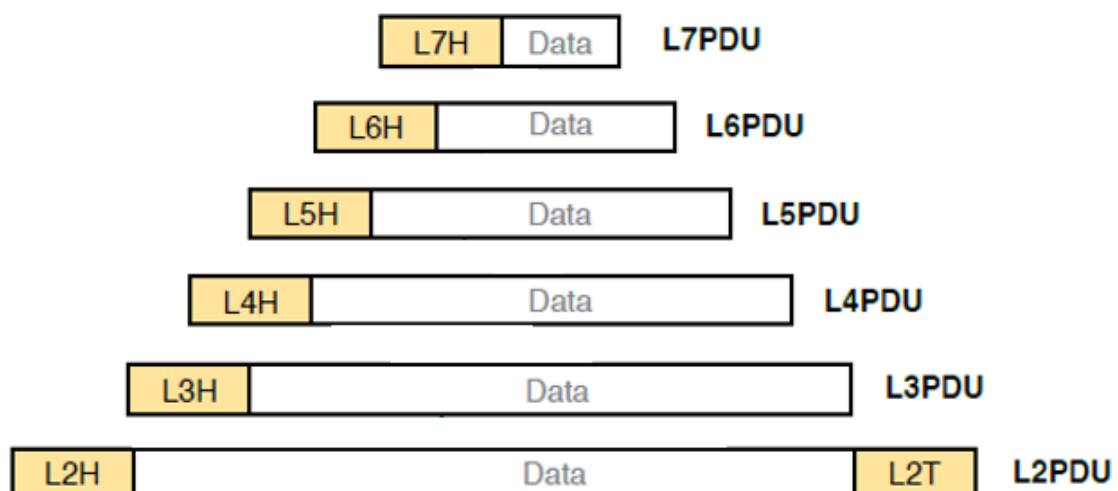 L7H Data L7PDU
L6H Data L6PDU
L5H Data L5PDU
L4H Data L4PDU
L3H Data L3PDU
L2H Data L2T L2PDU